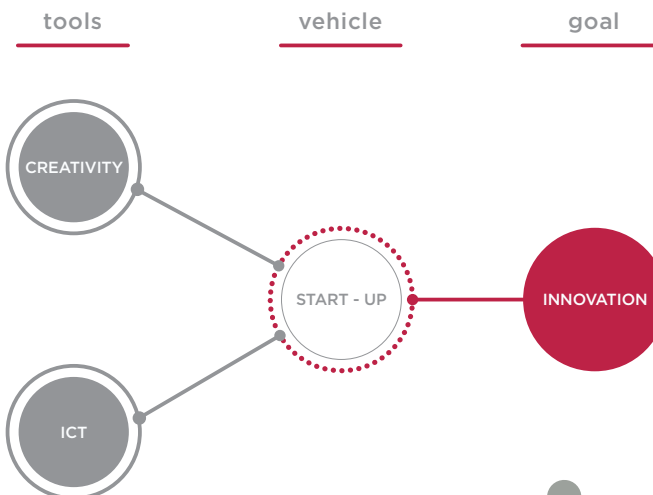 tools
vehicle
goal
CREATIVITY
START - UP
INNOVATION
ICT